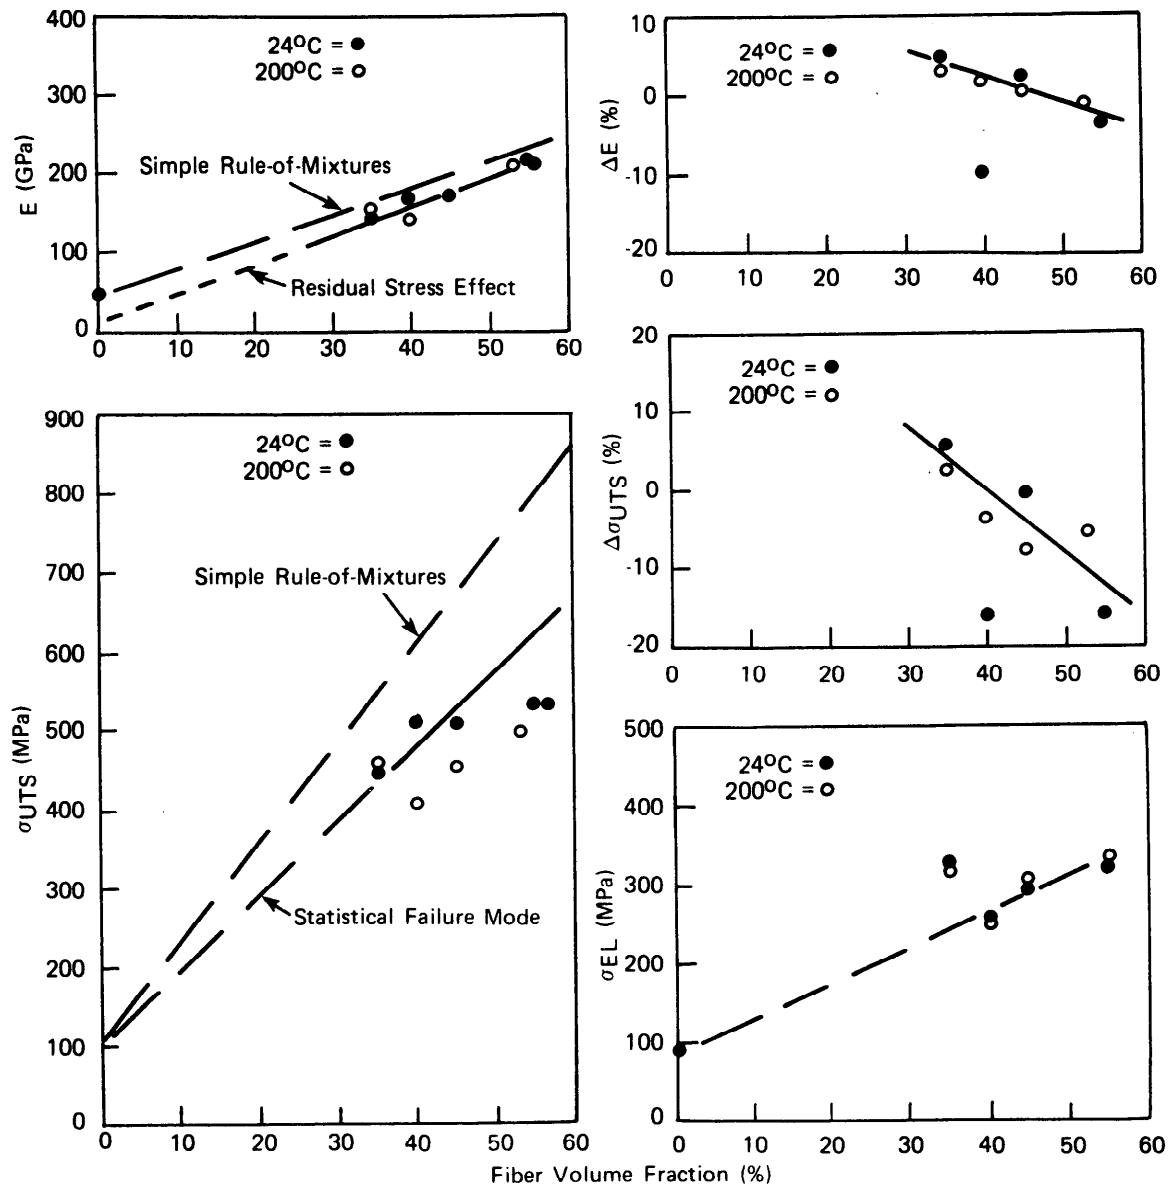 400
300
200
100
0
E (GPa)
24°C = ●
200°C = ○
Simple Rule-of-Mixtures
Residual Stress Effect
0 10 20 30 40 50 60
10
0
-10
-20
ΔE (%)
24°C = ●
200°C = ○
0 10 20 30 40 50 60
20
10
0
-10
-20
ΔσUTS (%)
24°C = ●
200°C = ○
0 10 20 30 40 50 60
900
800
700
600
500
400
300
200
100
0
σUTS (MPa)
24°C = ●
200°C = ○
Simple Rule-of-Mixtures
Statistical Failure Mode
0 10 20 30 40 50 60
500
400
300
200
100
0
σEL (MPa)
24°C = ●
200°C = ○
0 10 20 30 40 50 60
Fiber Volume Fraction (%)